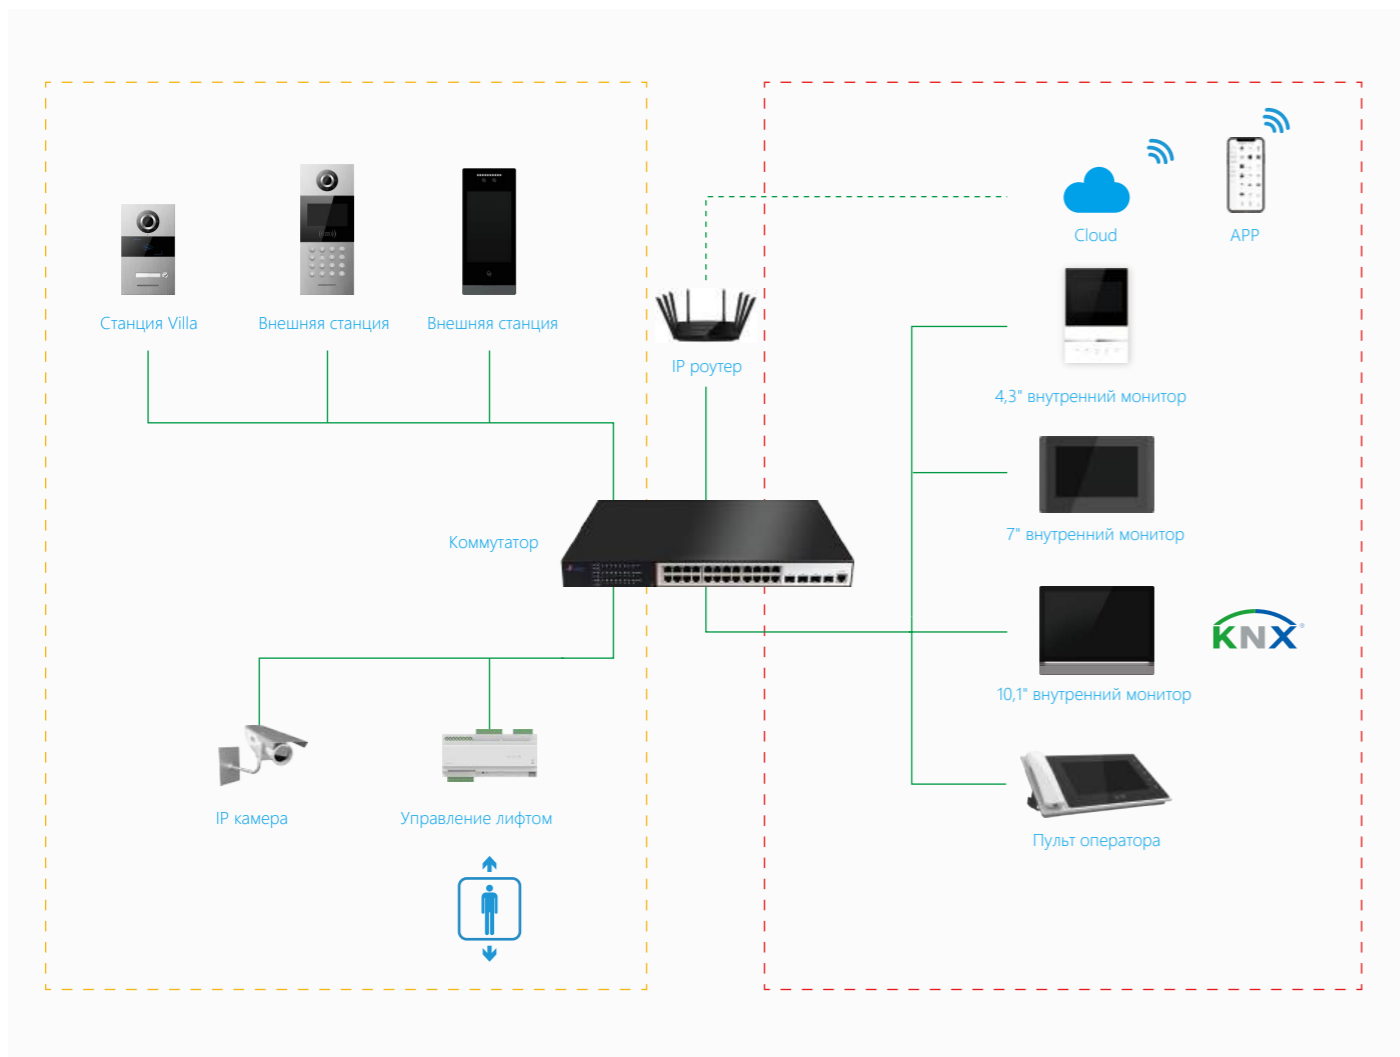 Cloud
APP
Станция Villa
Внешняя станция
Внешняя станция
IP роутер
4,3" внутренний монитор
7" внутренний монитор
Коммутатор
KNX®
10,1" внутренний монитор
IP камера
Управление лифтом
Пульт оператора